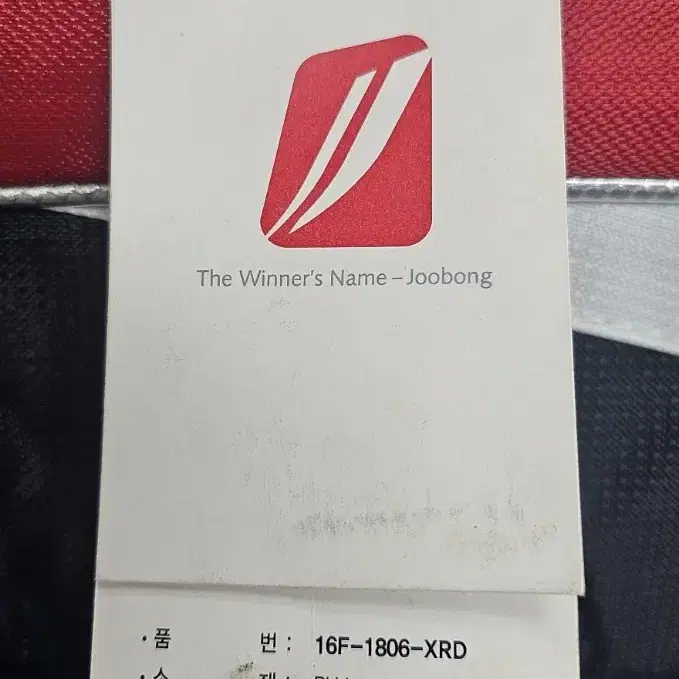 The Winner's Name – Joobong
· 품 번 : 16F-1806-XRD